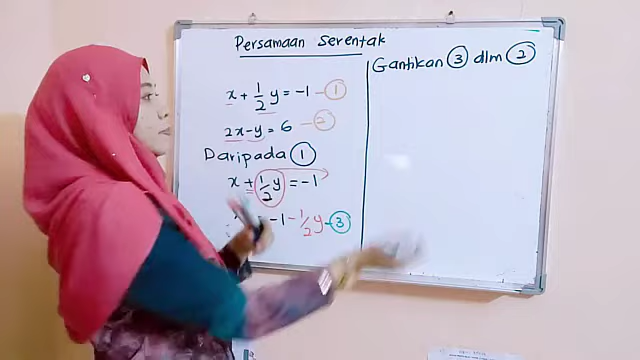 Persamaan Serentak
x + 1/2 y = -1 - 1
2x - y = 6 - 2
Daripada 1
x + 1/2 y = -1
-1 - 1/2 y - 3
Gantikan 3 dlm 2